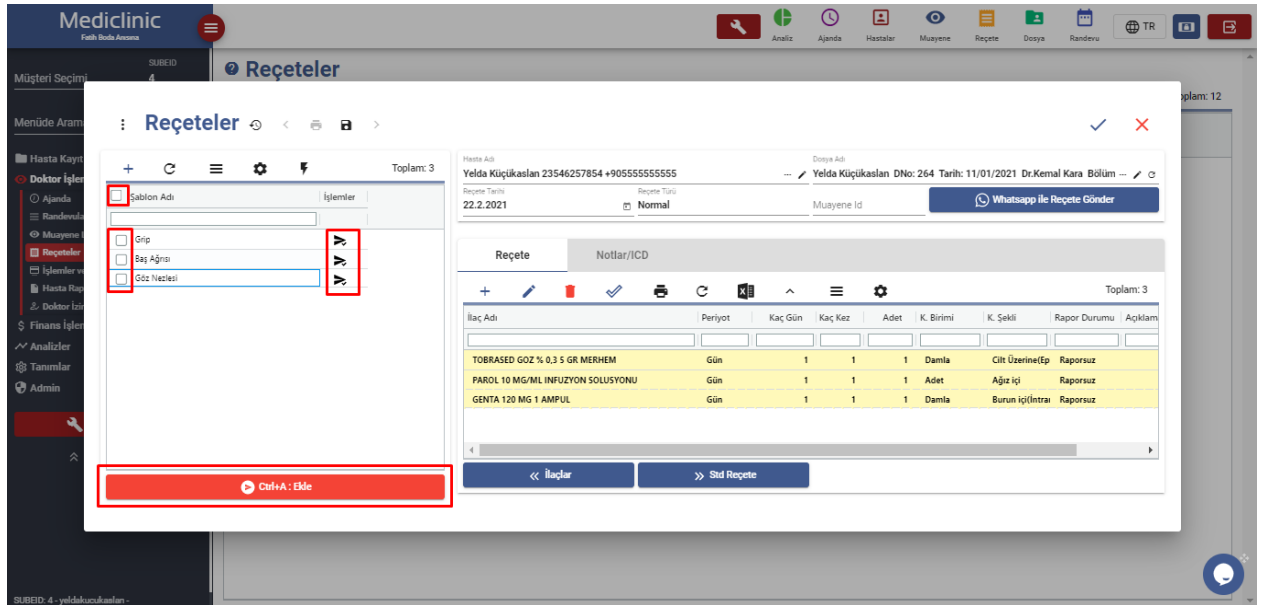 Mediclinic
Fatih Boda Anısına
Analiz
Ajanda
Hastalar
Muayene
Reçete
Dosya
Randevu
TR
Müşteri Seçimi
SUBEID
4
Reçeteler
Toplam: 12
Menüde Arama
Hasta Kayıt
Doktor İşlem
Ajanda
Randevula
Muayene İ
Reçeteler
İşlemler ve
Hasta Rap
Doktor İzin
Finans İşlem
Analizler
Tanımlar
Admin
SUBEID: 4 - yeldakucukaslan -
Reçeteler
Toplam: 3
Şablon Adı İşlemler
Grip
Baş Ağrısı
Göz Nezlesi
Ctrl+A : Ekle
Hasta Adı
Yelda Küçükaslan 23546257854 +905555555555
Dosya Adı
Yelda Küçükaslan DNo: 264 Tarih: 11/01/2021 Dr.Kemal Kara Bölüm
Reçete Tarihi
22.2.2021
Reçete Türü
Normal
Muayene Id
Whatsapp ile Reçete Gönder
Reçete Notlar/ICD
Toplam: 3
İlaç Adı Periyot Kaç Gün Kaç Kez Adet K. Birimi K. Şekli Rapor Durumu Açıklam
TOBRASED GOZ % 0,3 5 GR MERHEM Gün 1 1 1 Damla Cilt Üzerine(Ep Raporsuz
PAROL 10 MG/ML INFUZYON SOLUSYONU Gün 1 1 1 Adet Ağız içi Raporsuz
GENTA 120 MG 1 AMPUL Gün 1 1 1 Damla Burun içi(İntrar Raporsuz
İlaçlar
Std Reçete